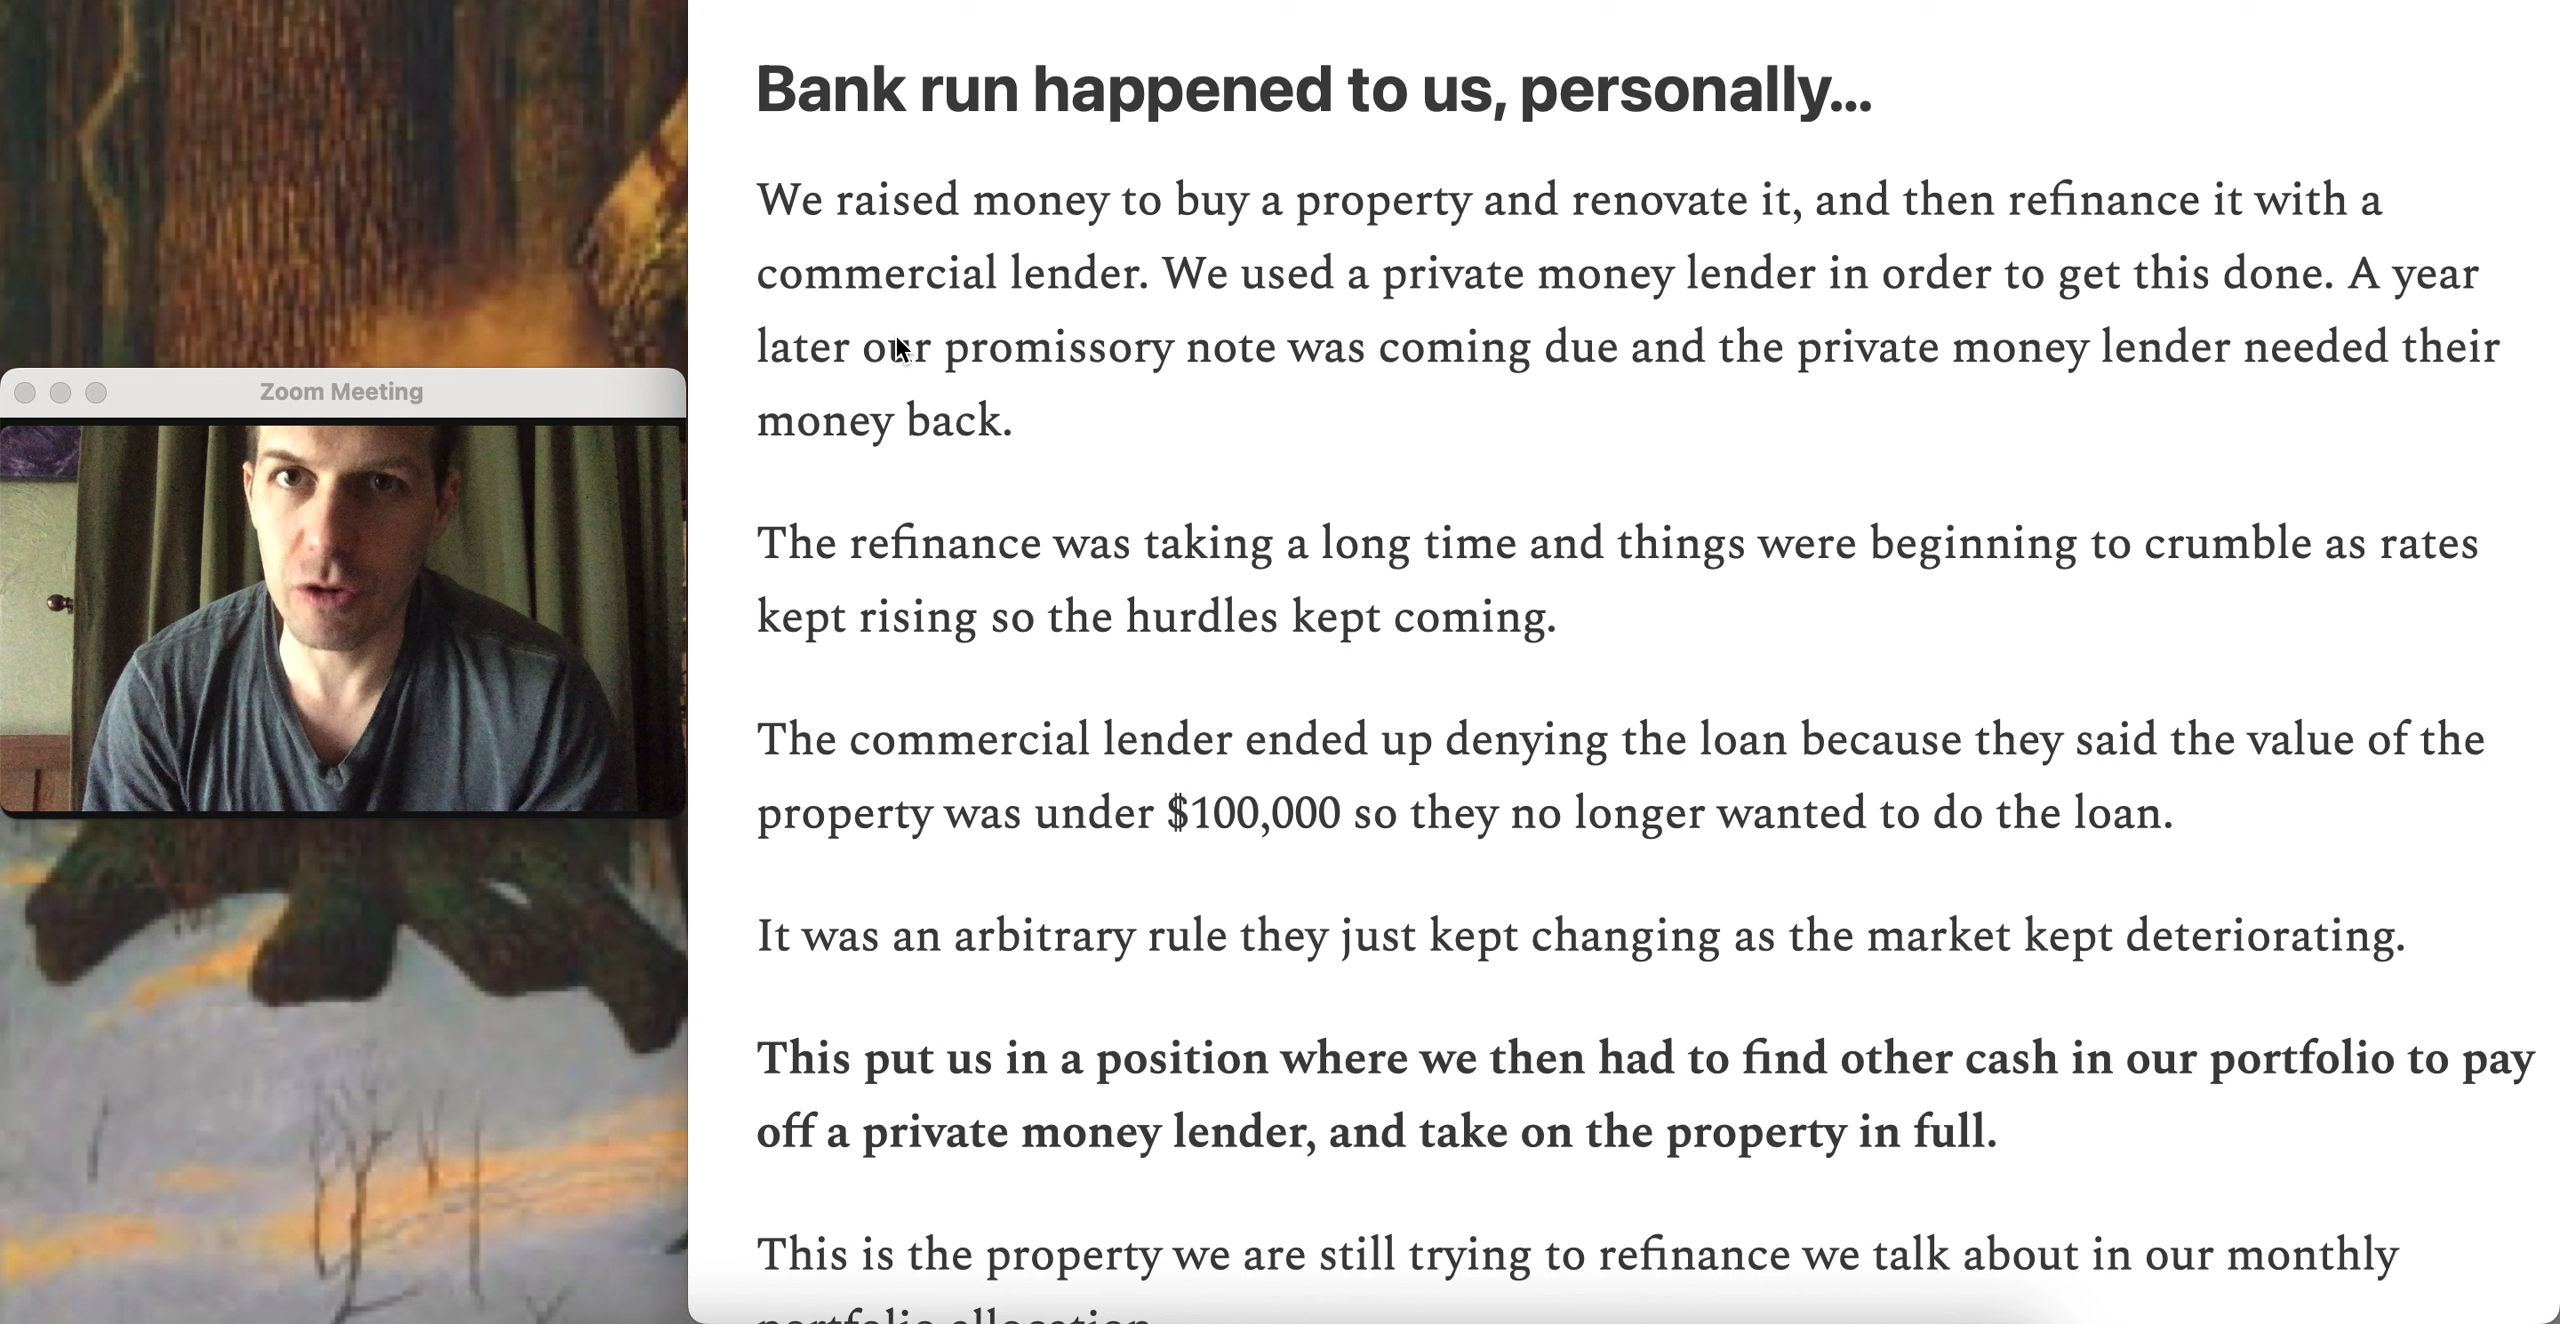 Bank run happened to us, personally...
We raised money to buy a property and renovate it, and then refinance it with a
commercial lender. We used a private money lender in order to get this done. A year
later our promissory note was coming due and the private money lender needed their
money back.
Zoom Meeting
The refinance was taking a long time and things were beginning to crumble as rates
kept rising so the hurdles kept coming.
The commercial lender ended up denying the loan because they said the value of the
property was under $100,000 so they no longer wanted to do the loan.
It was an arbitrary rule they just kept changing as the market kept deteriorating.
This put us in a position where we then had to find other cash in our portfolio to pay
off a private money lender, and take on the property in full.
This is the property we are still trying to refinance we talk about in our monthly
portfolio allocation